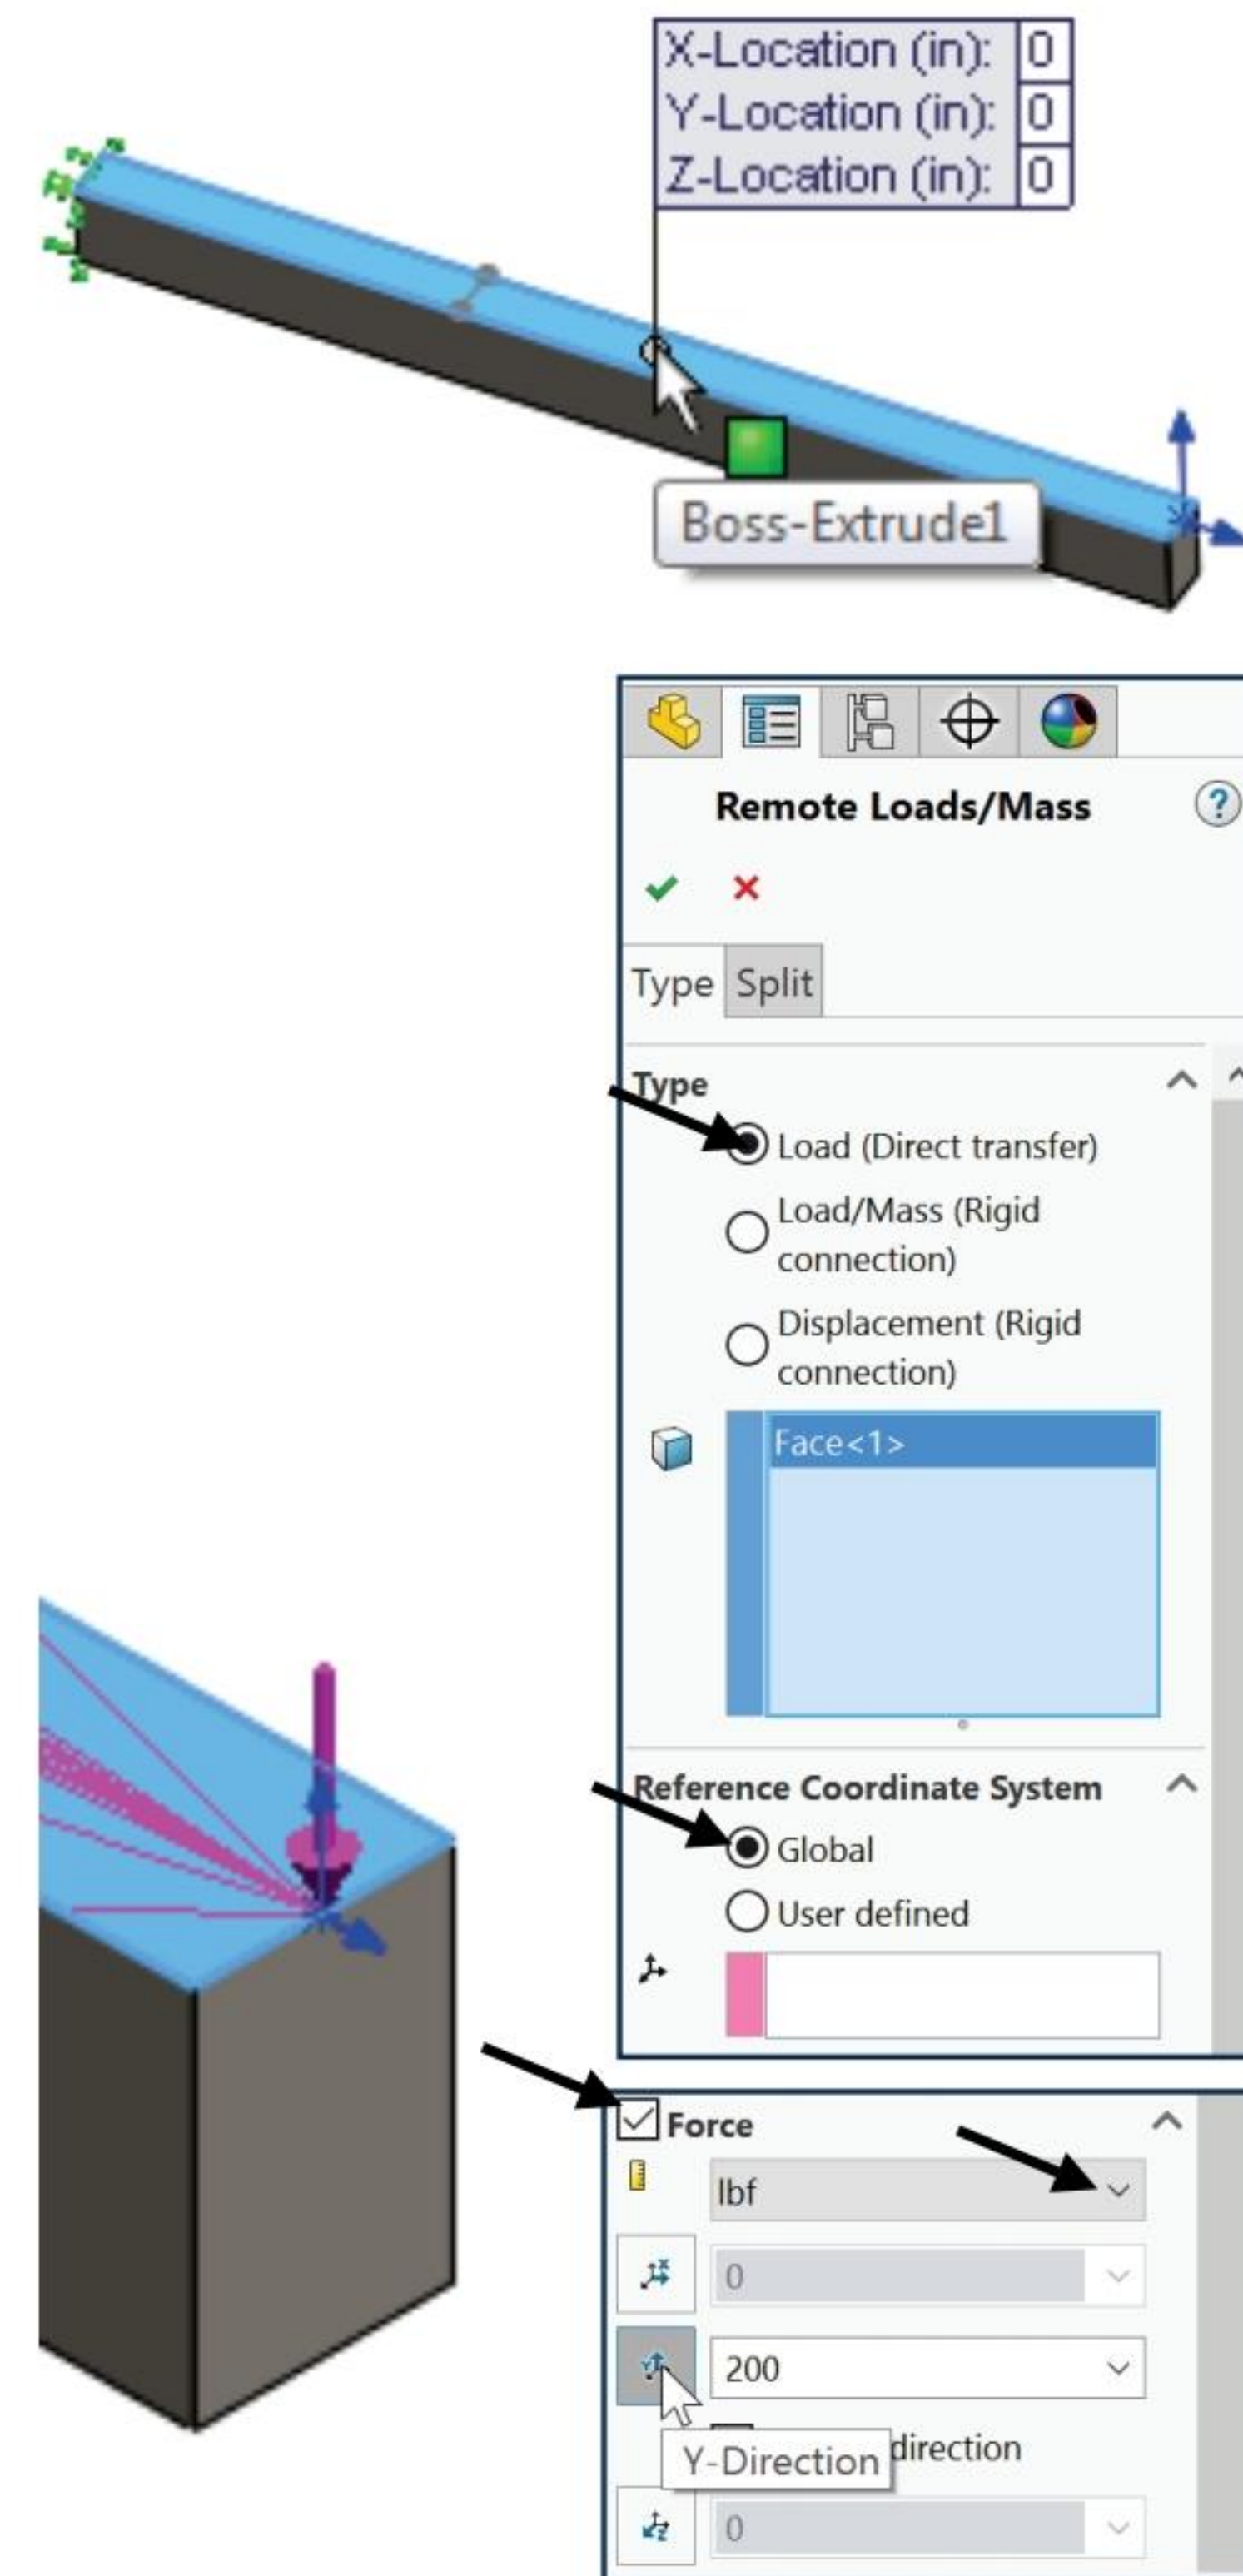 X-Location (in): 0
Y-Location (in): 0
Z-Location (in): 0
Boss-Extrude1
Remote Loads/Mass
?
Type Split
Type
Load (Direct transfer)
Load/Mass (Rigid
connection)
Displacement (Rigid
connection)
Face<1>
Reference Coordinate System
Global
User defined
Force
lbf
X
0
Y
200
direction
Y-Direction
Z
0